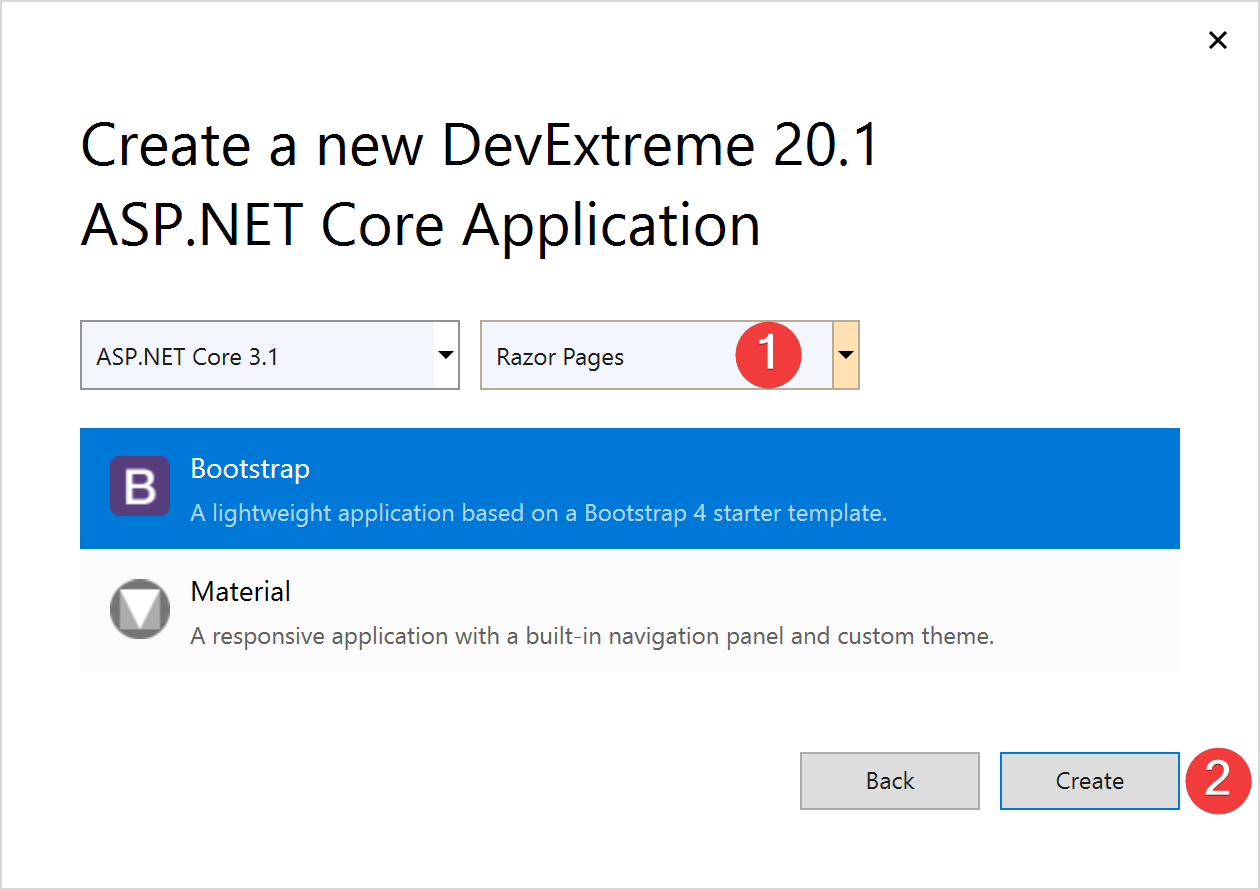 Create a new DevExtreme 20.1
ASP.NET Core Application
ASP.NET Core 3.1
Razor Pages
1
B
Bootstrap
A lightweight application based on a Bootstrap 4 starter template.
Material
A responsive application with a built-in navigation panel and custom theme.
Back
Create
2